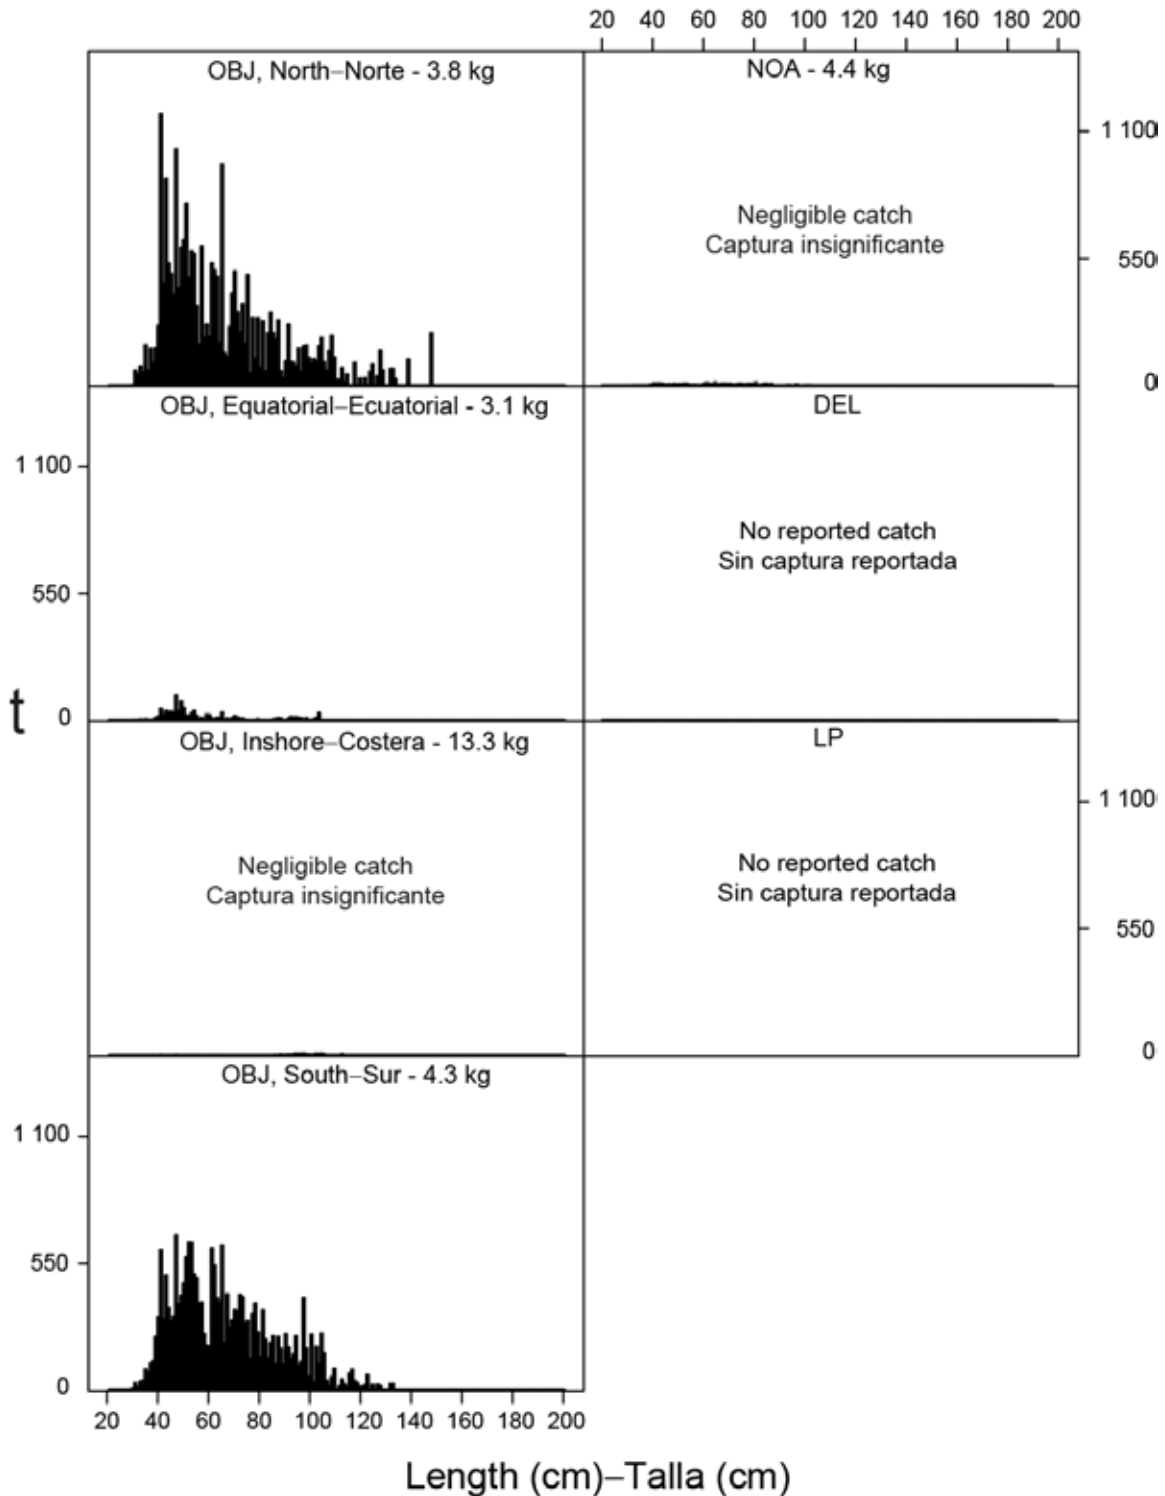 20 40 60 80 100 120 140 160 180 200
OBJ, North–Norte - 3.8 kg
NOA - 4.4 kg
1 100
Negligible catch
Captura insignificante
550
0
OBJ, Equatorial–Ecuatorial - 3.1 kg
DEL
1 100
No reported catch
Sin captura reportada
550
t
0
OBJ, Inshore–Costera - 13.3 kg
LP
1 100
Negligible catch
Captura insignificante
No reported catch
Sin captura reportada
550
0
OBJ, South–Sur - 4.3 kg
1 100
550
0
20 40 60 80 100 120 140 160 180 200
Length (cm)–Talla (cm)